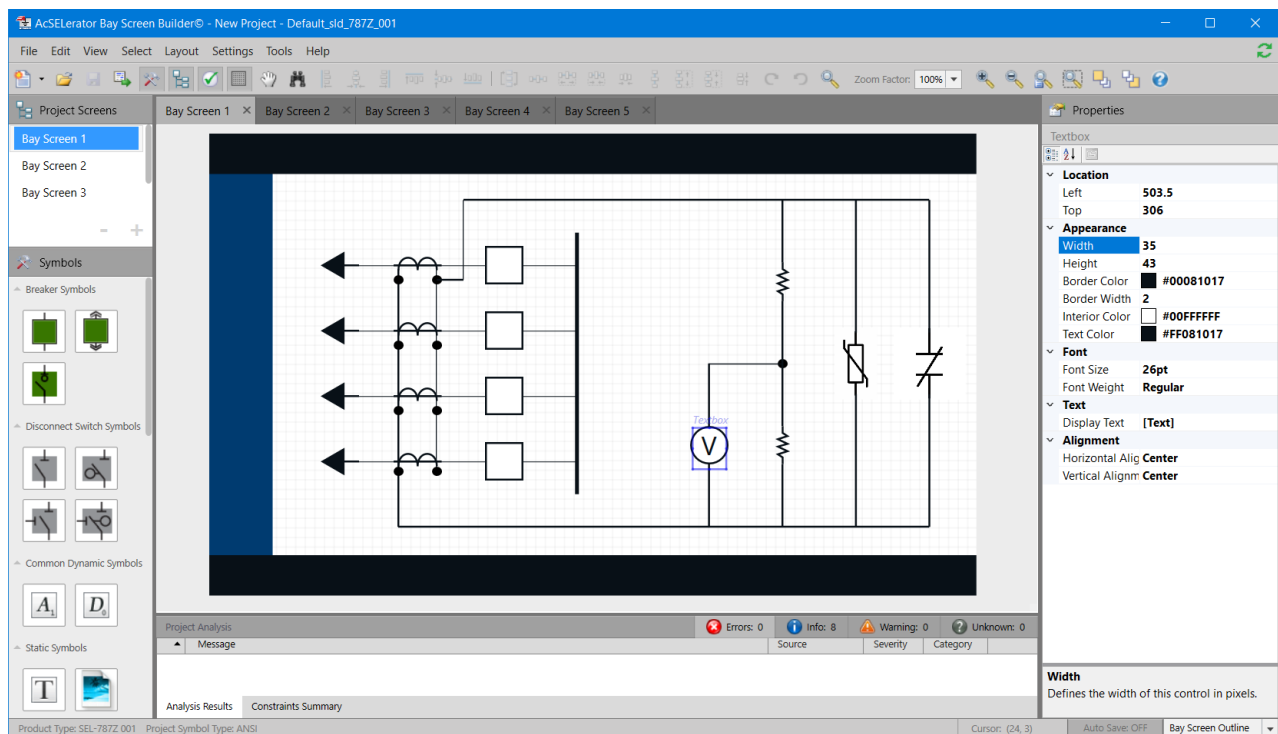 AcSELerator Bay Screen Builder© - New Project - Default_sld_787Z_001
File Edit View Select Layout Settings Tools Help
Zoom Factor: 100%
Project Screens
Bay Screen 1
Bay Screen 2
Bay Screen 3
Symbols
Breaker Symbols
Disconnect Switch Symbols
Common Dynamic Symbols
A1 D0
Static Symbols
T
Bay Screen 1 Bay Screen 2 Bay Screen 3 Bay Screen 4 Bay Screen 5
Textbox
V
Project Analysis Errors: 0 Info: 8 Warning: 0 Unknown: 0
Message Source Severity Category
Analysis Results Constraints Summary
Properties
Textbox
Location
Left 503.5
Top 306
Appearance
Width 35
Height 43
Border Color #00081017
Border Width 2
Interior Color #00FFFFFF
Text Color #FF081017
Font
Font Size 26pt
Font Weight Regular
Text
Display Text [Text]
Alignment
Horizontal Alig Center
Vertical Alignm Center
Width
Defines the width of this control in pixels.
Product Type: SEL-787Z 001 Project Symbol Type: ANSI Cursor: (24, 3) Auto Save: OFF Bay Screen Outline